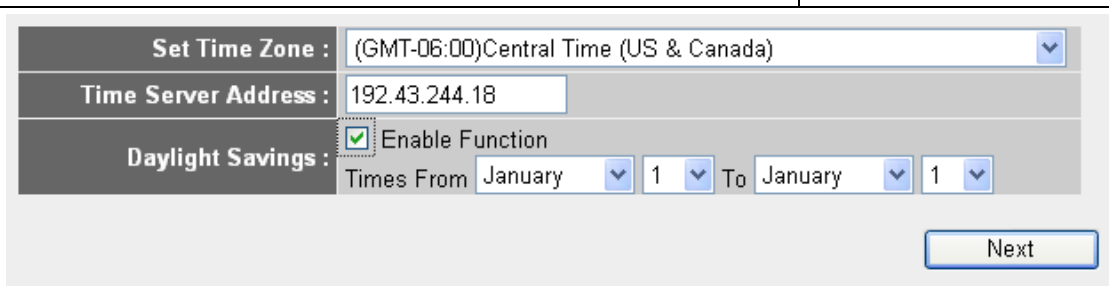 Set Time Zone : (GMT-06:00)Central Time (US & Canada)
Time Server Address : 192.43.244.18
Daylight Savings : Enable Function
Times From January 1 To January 1
Next